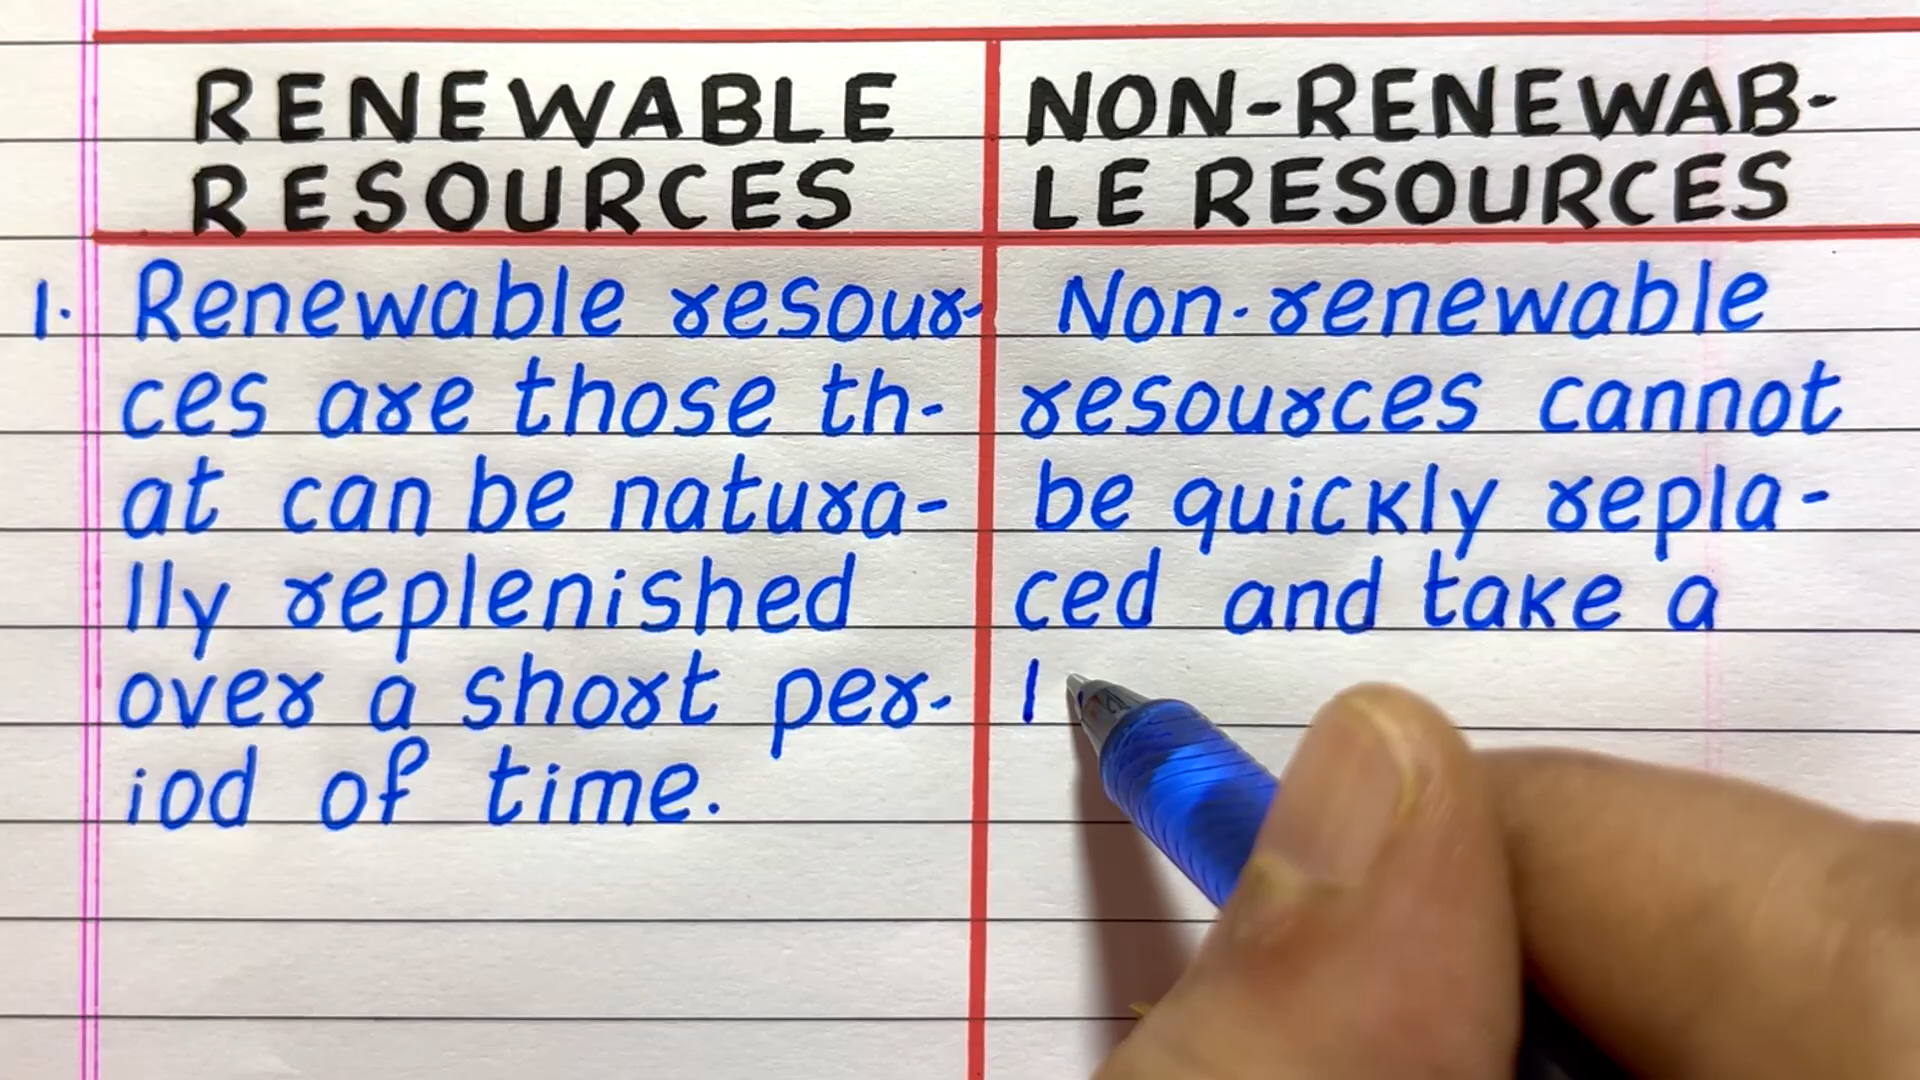 RENEWABLE
RESOURCES
NON-RENEWAB-
LE RESOURCES
1. Renewable resour-
ces are those th-
at can be natura-
lly replenished
over a short per-
iod of time.
Non-renewable
resources cannot
be quickly repla-
ced and take a
l